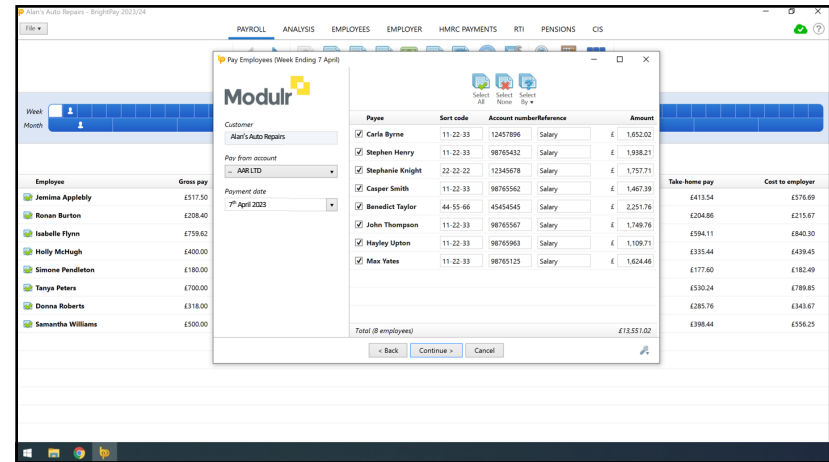 Alan's Auto Repairs - BrightPay 2023/24
File
PAYROLL ANALYSIS EMPLOYEES EMPLOYER HMRC PAYMENTS RTI PENSIONS CIS
Pay Employees (Week Ending 7 April)
Modulr
Select All Select None Select By
Week 1
Month 1
Customer
Alan's Auto Repairs
Pay from account
... AAR LTD
Payment date
7th April 2023
Payee Sort code Account number Reference Amount
Carla Byrne 11-22-33 12457896 Salary £ 1,652.02
Stephen Henry 11-22-33 98765432 Salary £ 1,938.21
Stephanie Knight 22-22-22 12345678 Salary £ 1,757.71
Casper Smith 11-22-33 98765562 Salary £ 1,467.39
Benedict Taylor 44-55-66 45454545 Salary £ 2,251.76
John Thompson 11-22-33 98765567 Salary £ 1,749.76
Hayley Upton 11-22-33 98765963 Salary £ 1,109.71
Max Yates 11-22-33 98765125 Salary £ 1,624.46
Total (8 employees) £13,551.02
< Back Continue > Cancel
Employee Gross pay Take-home pay Cost to employer
Jemima Applebly £517.50 £413.54 £576.69
Ronan Burton £208.40 £204.86 £215.67
Isabelle Flynn £759.62 £594.11 £840.30
Holly McHugh £400.00 £335.44 £439.45
Simone Pendleton £180.00 £177.60 £182.49
Tanya Peters £700.00 £530.24 £789.85
Donna Roberts £318.00 £285.76 £343.67
Samantha Williams £500.00 £398.44 £556.25